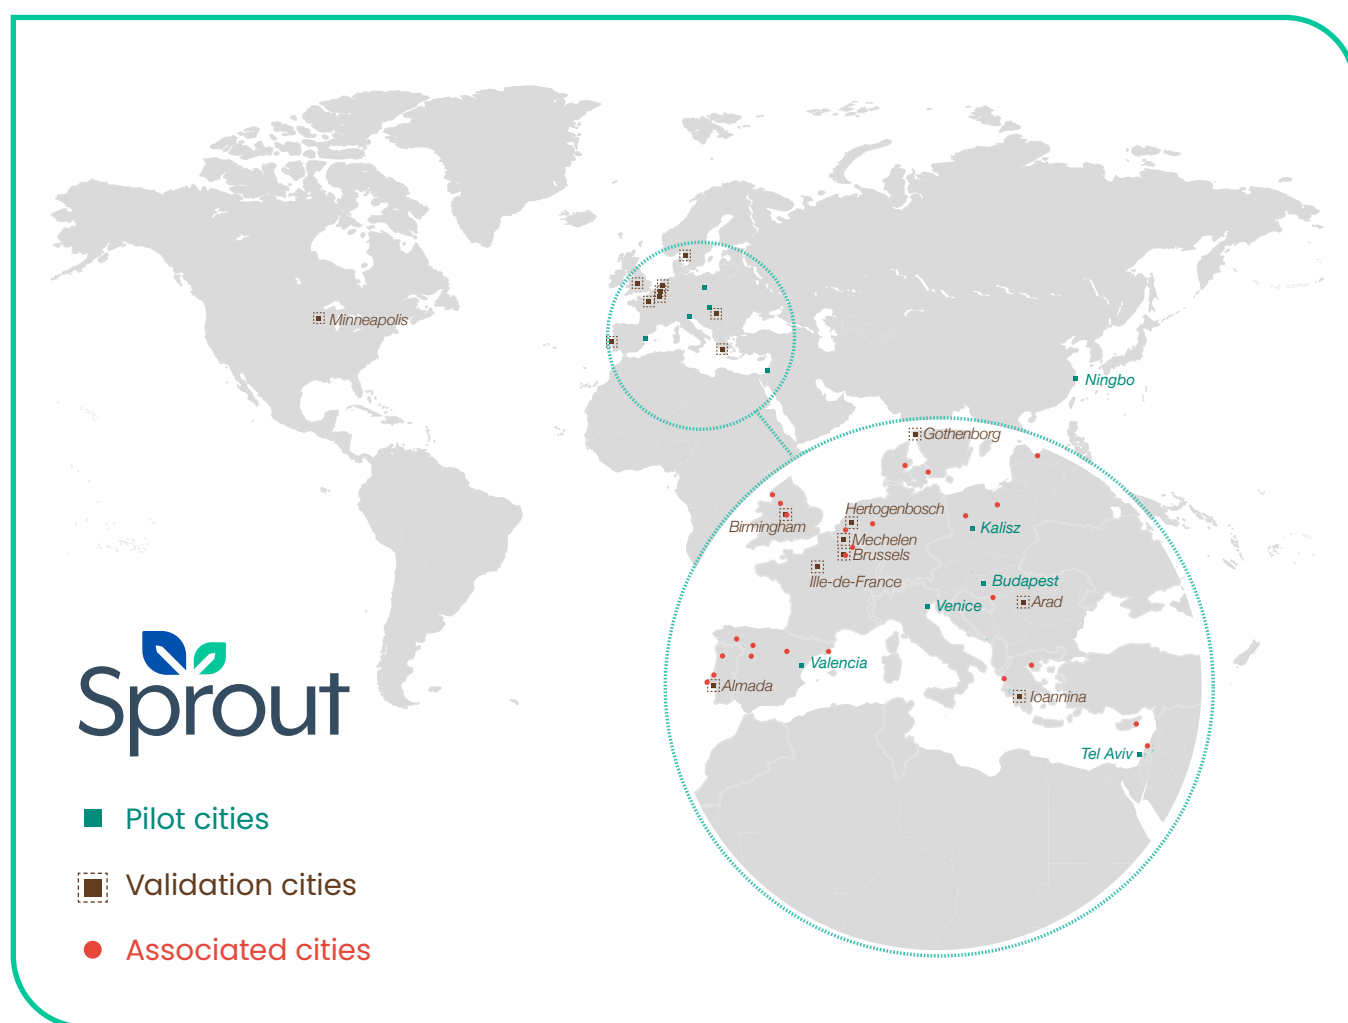 Minneapolis
Ningbo
Gothenborg
Hertogenbosch
Birmingham
Kalisz
Mechelen
Brussels
Ille-de-France
Budapest
Arad
Venice
Valencia
Almada
Ioannina
Tel Aviv
Sprout
Pilot cities
Validation cities
Associated cities